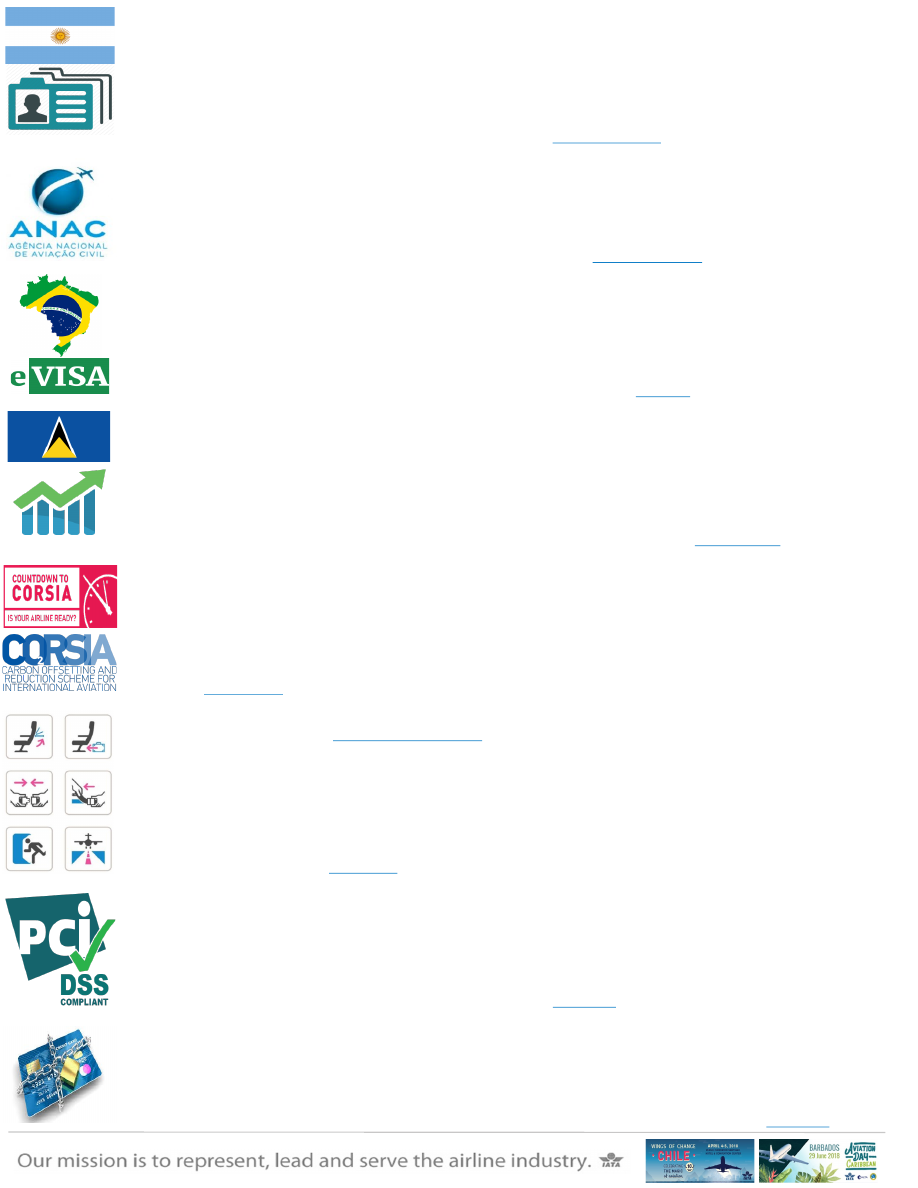 ANAC
AGÊNCIA NACIONAL
DE AVIAÇÃO CIVIL
eVISA
COUNTDOWN TO
CORSIA
IS YOUR AIRLINE READY?
CO2RSIA
CARBON OFFSETTING AND
REDUCTION SCHEME FOR
INTERNATIONAL AVIATION
PCi
DSS
COMPLIANT
Our mission is to represent, lead and serve the airline industry. IATA
WINGS OF CHANGE
CHILE
APRIL 4-5, 2018
BARBADOS
29 June 2018
AVIATION
DAY
CARIBBEAN